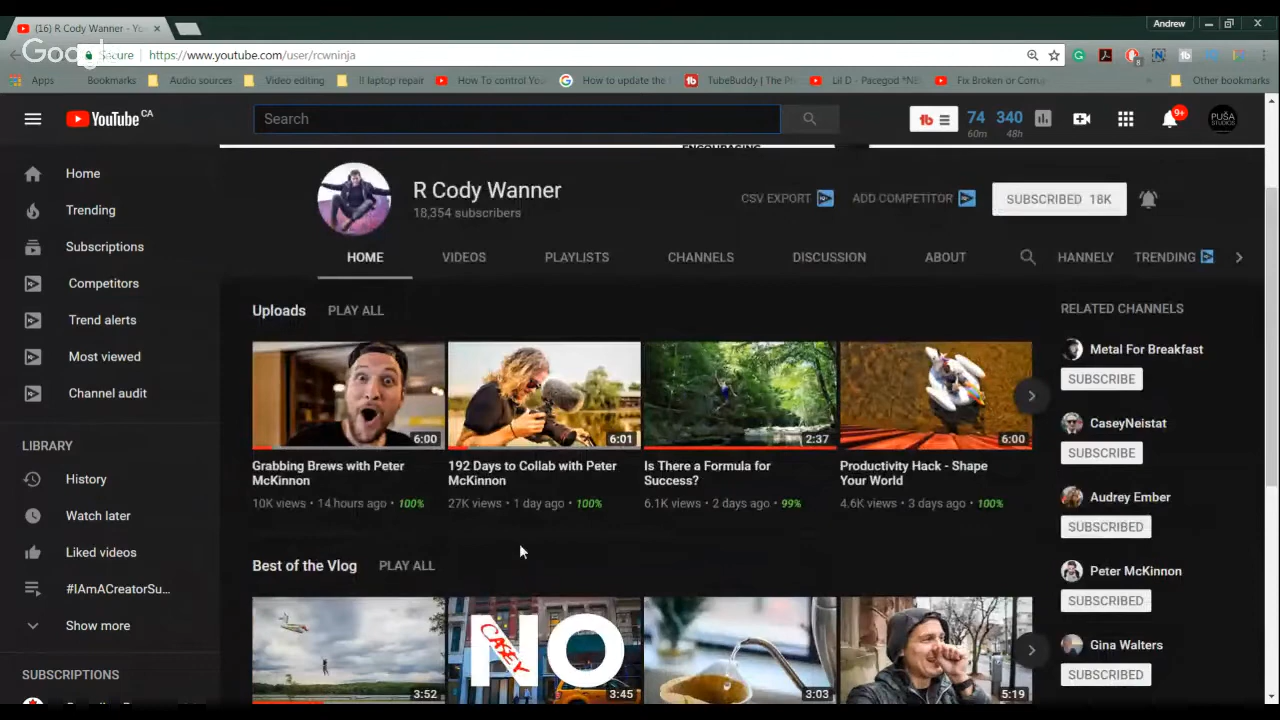 (16) R Cody Wanner - Yo
Andrew
Google
Secure
https://www.youtube.com/user/rcwninja
Apps
Bookmarks
Audio sources
Video editing
!! laptop repair
How To control Yo
How to update the
TubeBuddy | The P
Lil D - Pacegod *NE
Fix Broken or
Other bookmarks
YouTube CA
Search
tb
74
60m
340
48h
9+
PUŠA
STUDIOS
ENCOURAGING
Home
Trending
Subscriptions
Competitors
Trend alerts
Most viewed
Channel audit
LIBRARY
History
Watch later
Liked videos
#IAmACreatorSu...
Show more
SUBSCRIPTIONS
R Cody Wanner
18,354 subscribers
CSV EXPORT
ADD COMPETITOR
SUBSCRIBED 18K
HOME
VIDEOS
PLAYLISTS
CHANNELS
DISCUSSION
ABOUT
HANNELY
TRENDING
Uploads
PLAY ALL
6:00
Grabbing Brews with Peter
McKinnon
10K views • 14 hours ago • 100%
6:01
192 Days to Collab with Peter
McKinnon
27K views • 1 day ago • 100%
2:37
Is There a Formula for
Success?
6.1K views • 2 days ago • 99%
6:00
Productivity Hack - Shape
Your World
4.6K views • 3 days ago • 100%
Best of the Vlog
PLAY ALL
3:52
NO
CASEY
3:45
3:03
5:19
RELATED CHANNELS
Metal For Breakfast
SUBSCRIBE
CaseyNeistat
SUBSCRIBE
Audrey Ember
SUBSCRIBED
Peter McKinnon
SUBSCRIBED
Gina Walters
SUBSCRIBED